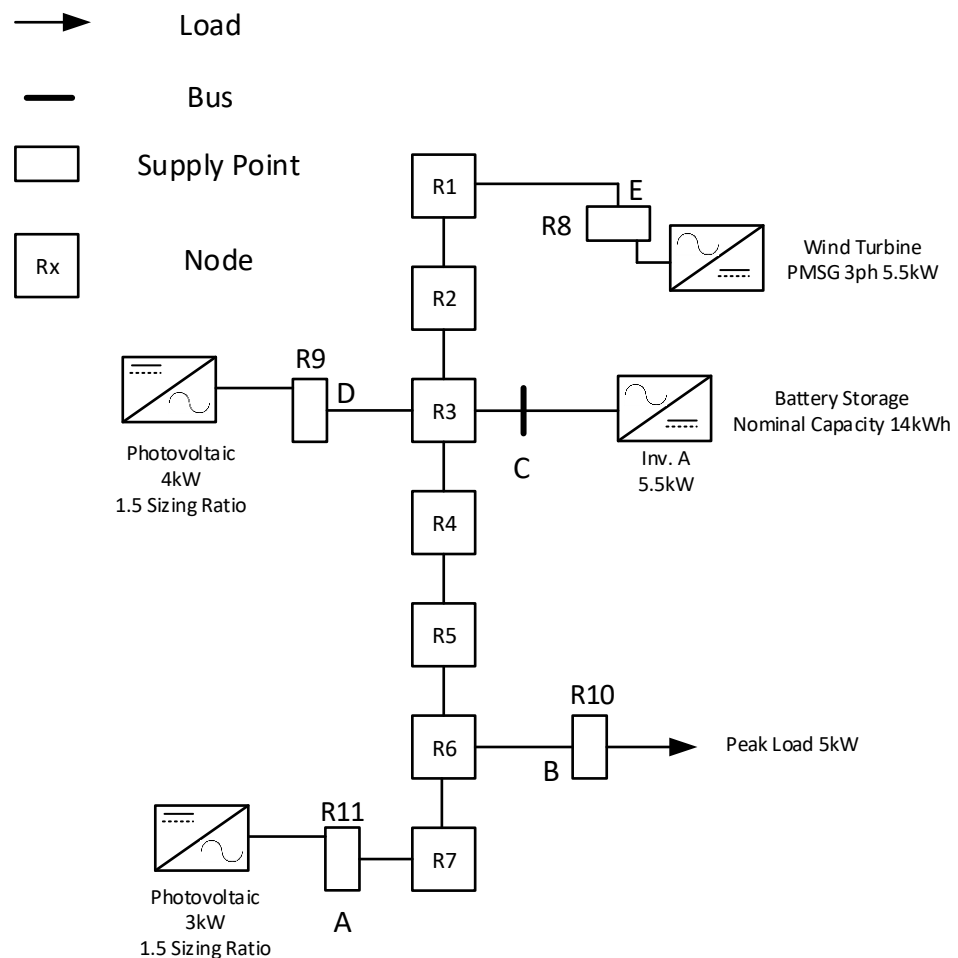 Load
Bus
Supply Point
Rx
Node
R1
E
R8
Wind Turbine
PMSG 3ph 5.5kW
R2
R9
D
R3
C
Battery Storage
Nominal Capacity 14kWh
Inv. A
5.5kW
Photovoltaic
4kW
1.5 Sizing Ratio
R4
R5
R10
R6
B
Peak Load 5kW
R11
R7
A
Photovoltaic
3kW
1.5 Sizing Ratio